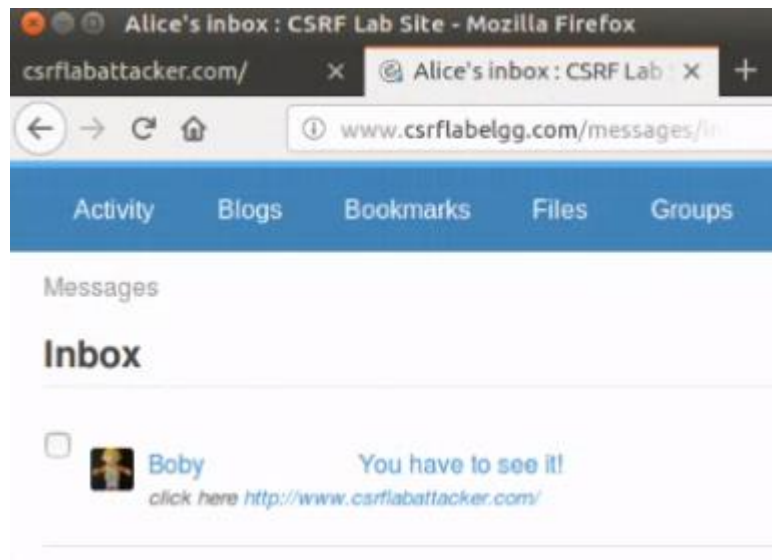 Alice's inbox : CSRF Lab Site - Mozilla Firefox
csrflabattacker.com/ × Alice's inbox : CSRF Lab × +
www.csrflabelgg.com/messages/in
Activity Blogs Bookmarks Files Groups
Messages
Inbox
Boby You have to see it!
click here http://www.csrflabattacker.com/